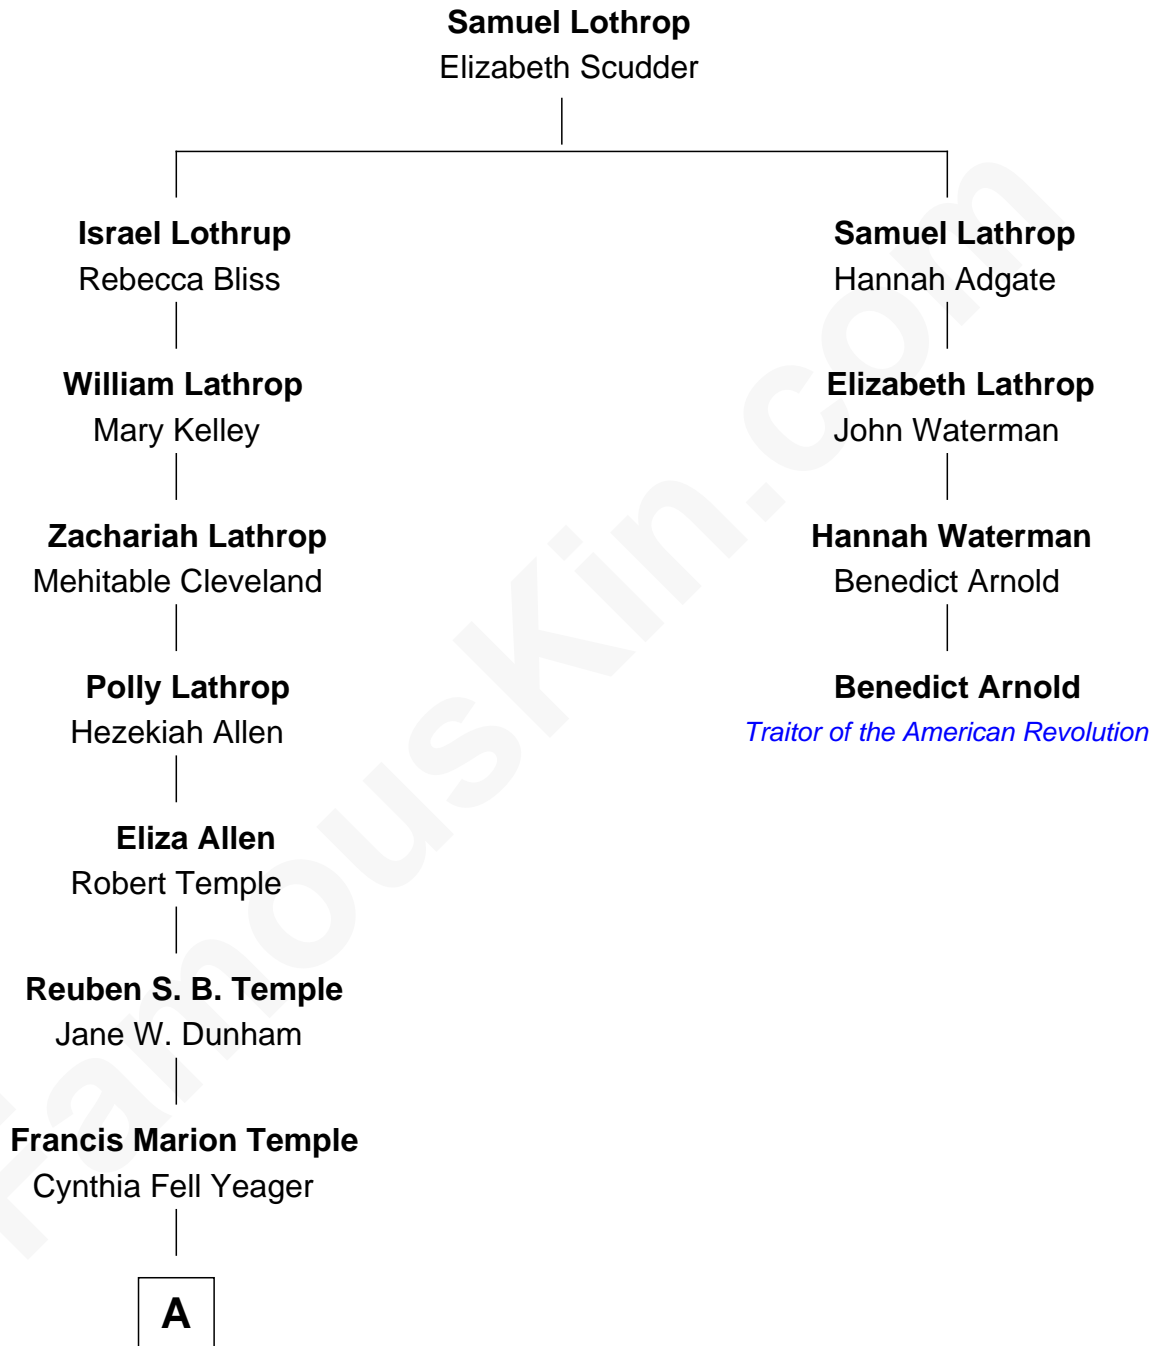 Samuel Lothrop
Elizabeth Scudder
Israel Lothrup
Rebecca Bliss
William Lathrop
Mary Kelley
Zachariah Lathrop
Mehitable Cleveland
Polly Lathrop
Hezekiah Allen
Eliza Allen
Robert Temple
Reuben S. B. Temple
Jane W. Dunham
Francis Marion Temple
Cynthia Fell Yeager
A
Samuel Lathrop
Hannah Adgate
Elizabeth Lathrop
John Waterman
Hannah Waterman
Benedict Arnold
Benedict Arnold
Traitor of the American Revolution
FamousKin.com